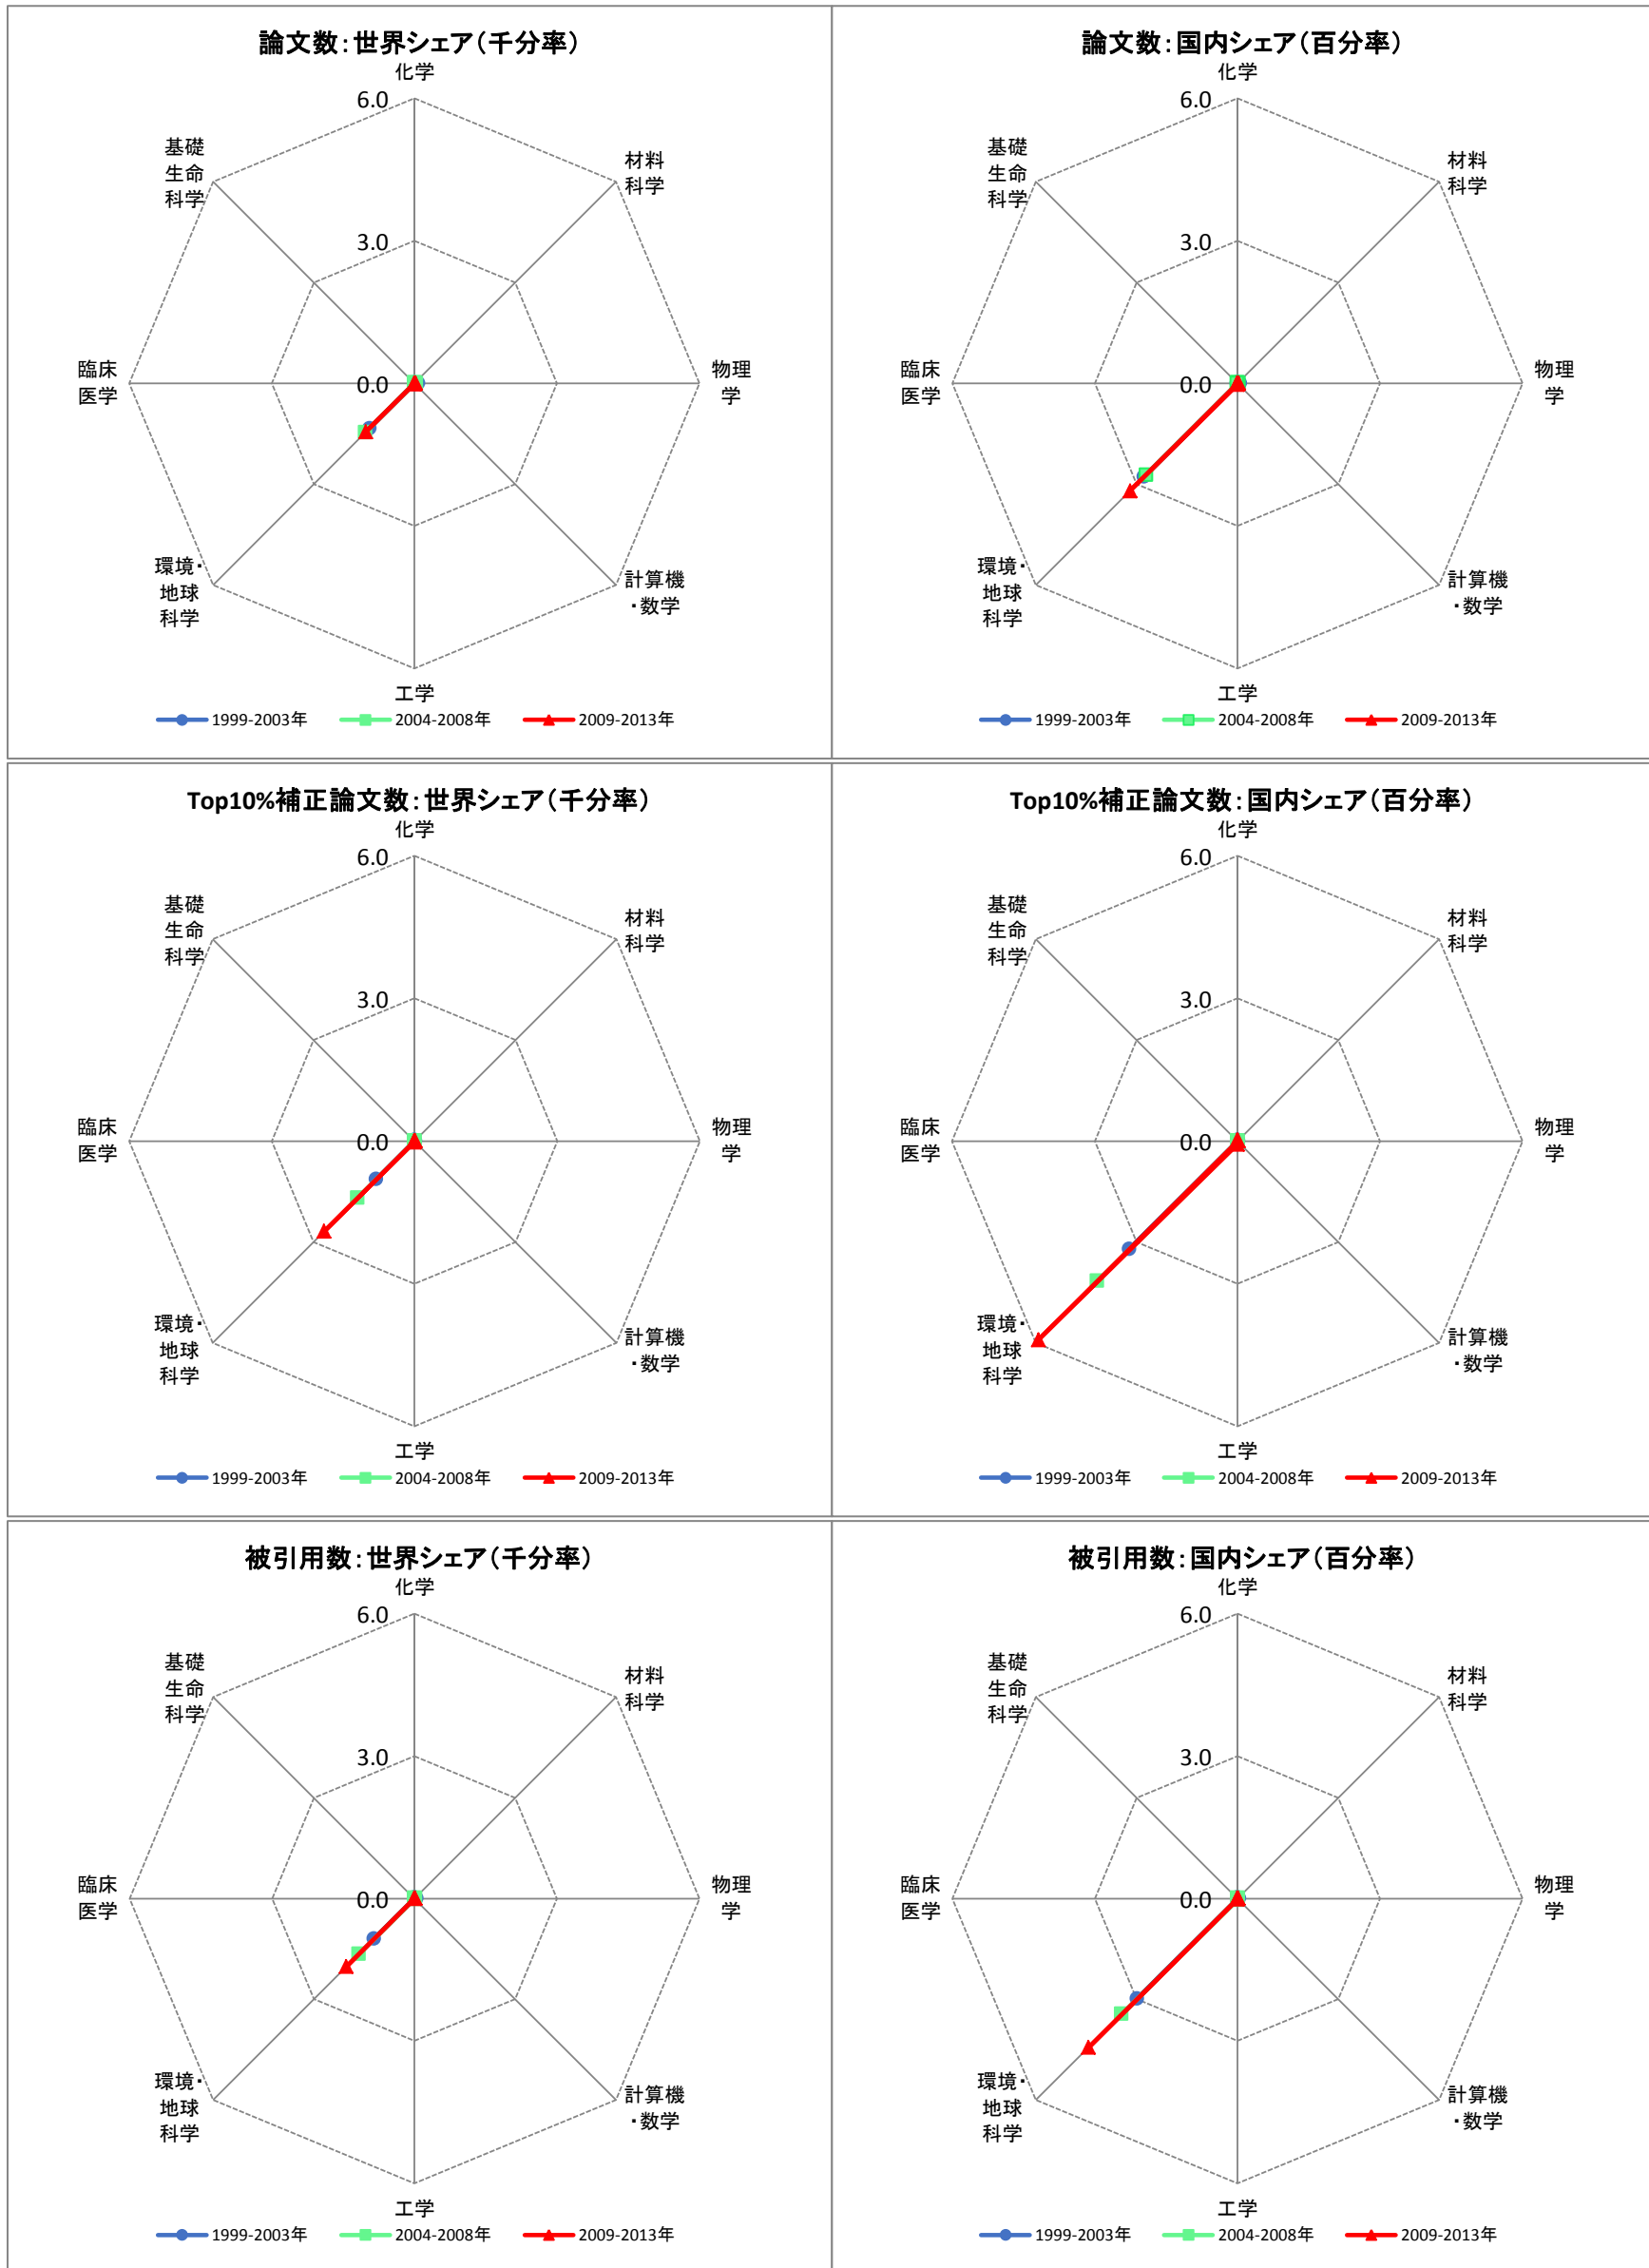 論文数：世界シェア（千分率）
化学
6.0
基礎
生命
科学
材料
科学
3.0
臨床
医学
0.0
物理
学
環境・
地球
科学
計算機
・数学
工学
1999-2003年 2004-2008年 2009-2013年
論文数：国内シェア（百分率）
化学
6.0
基礎
生命
科学
材料
科学
3.0
臨床
医学
0.0
物理
学
環境・
地球
科学
計算機
・数学
工学
1999-2003年 2004-2008年 2009-2013年
Top10%補正論文数：世界シェア（千分率）
化学
6.0
基礎
生命
科学
材料
科学
3.0
臨床
医学
0.0
物理
学
環境・
地球
科学
計算機
・数学
工学
1999-2003年 2004-2008年 2009-2013年
Top10%補正論文数：国内シェア（百分率）
化学
6.0
基礎
生命
科学
材料
科学
3.0
臨床
医学
0.0
物理
学
環境・
地球
科学
計算機
・数学
工学
1999-2003年 2004-2008年 2009-2013年
被引用数：世界シェア（千分率）
化学
6.0
基礎
生命
科学
材料
科学
3.0
臨床
医学
0.0
物理
学
環境・
地球
科学
計算機
・数学
工学
1999-2003年 2004-2008年 2009-2013年
被引用数：国内シェア（百分率）
化学
6.0
基礎
生命
科学
材料
科学
3.0
臨床
医学
0.0
物理
学
環境・
地球
科学
計算機
・数学
工学
1999-2003年 2004-2008年 2009-2013年